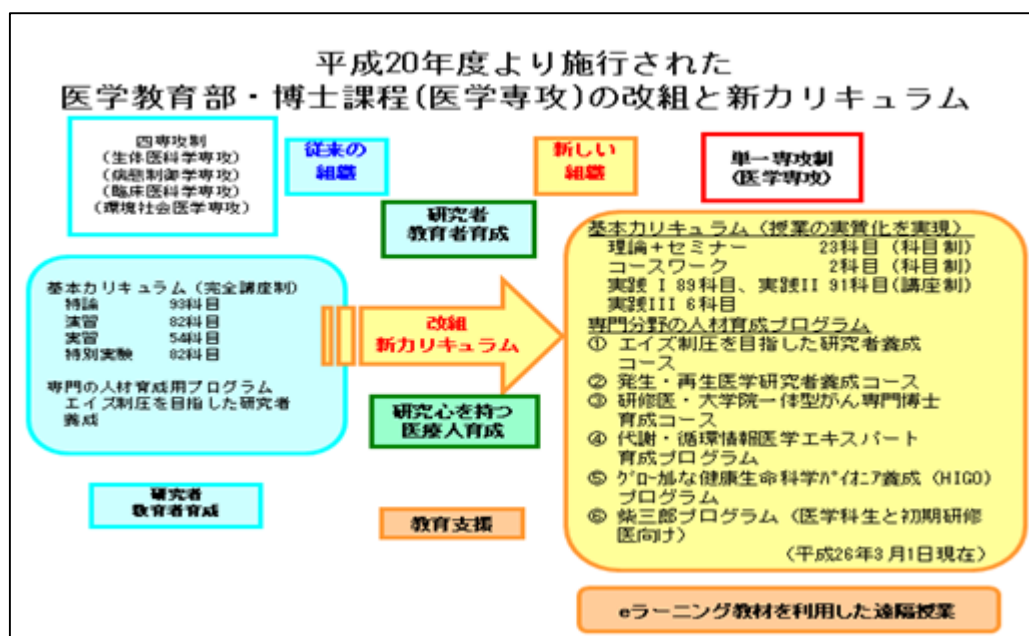 平成20年度より施行された
医学教育部・博士課程(医学専攻)の改組と新カリキュラム
四専攻制
(生体医科学専攻)
(病態制御学専攻)
(臨床医科学専攻)
(環境社会医学専攻)
従来の
組織
新しい
組織
単一専攻制
(医学専攻)
研究者
教育者育成
基本カリキュラム(完全講座制)
特論 93科目
演習 82科目
実習 54科目
特別実験 82科目
専門の人材育成用プログラム
エイズ制圧を目指した研究者
養成
改組
新カリキュラム
研究心を持つ
医療人育成
研究者
教育者育成
教育支援
基本カリキュラム(授業の実質化を実現)
理論+セミナー 23科目(科目制)
コースワーク 2科目(科目制)
実践 I 89科目、実践II 91科目(講座制)
実践III 6科目
専門分野の人材育成プログラム
① エイズ制圧を目指した研究者養成
コース
② 発生・再生医学研究者養成コース
③ 研修医・大学院一体型がん専門博士
育成コース
④ 代謝・循環情報医学エキスパート
育成プログラム
⑤ グローバルな健康生命科学パイオニア養成(HIGO)
プログラム
⑥ 柴三郎プログラム(医学科生と初期研修
医向け)
(平成26年3月1日現在)
eラーニング教材を利用した遠隔授業